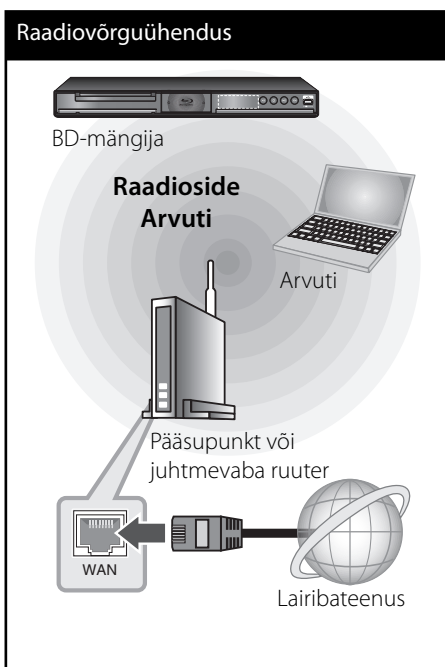 Raadiovõrguühendus
BD-mängija
Raadioside
Arvuti
Arvuti
Pääsupunkt või
juhtmevaba ruuter
WAN
Lairibateenus